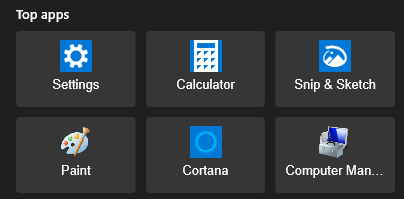 Top apps
Settings
Calculator
Snip & Sketch
Paint
Cortana
Computer Man...